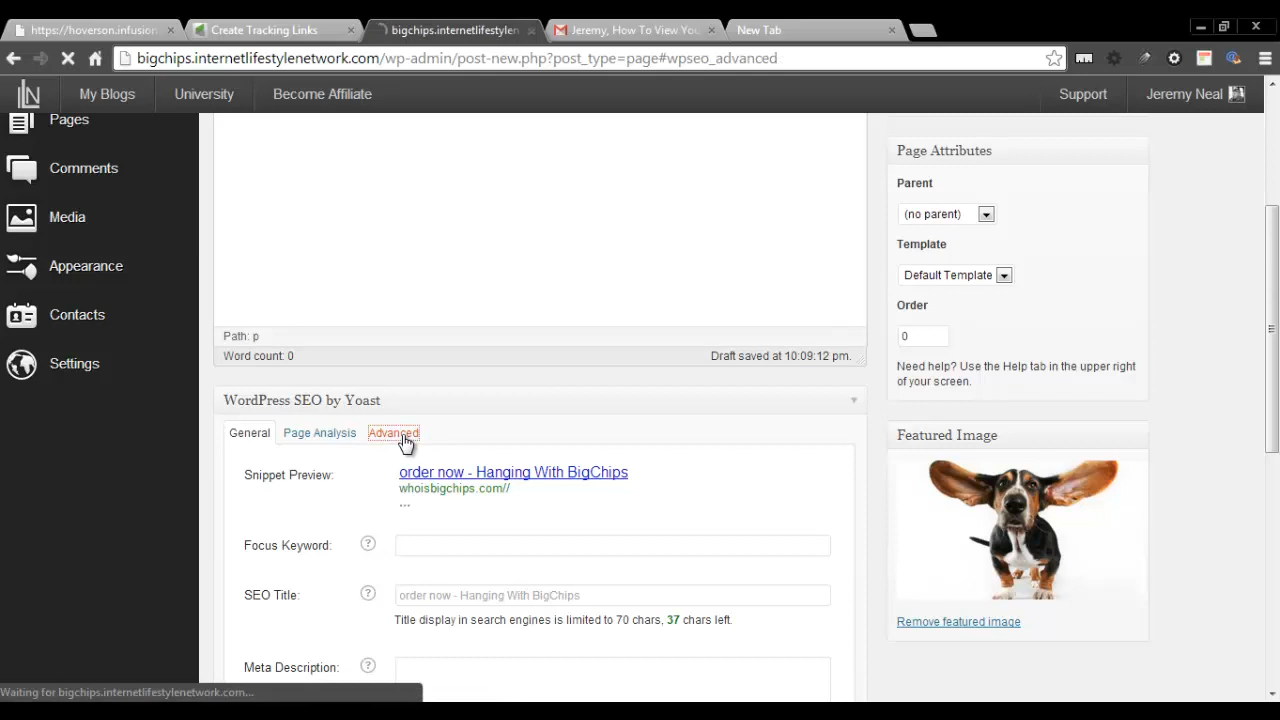 https://hoverson.infusion
Create Tracking Links
bigchips.internetlifestylen
Jeremy, How To View You
New Tab
bigchips.internetlifestylenetwork.com/wp-admin/post-new.php?post_type=page#wpseo_advanced
ILN
My Blogs
University
Become Affiliate
Support
Jeremy Neal
Pages
Comments
Media
Appearance
Contacts
Settings
Path: p
Word count: 0
Draft saved at 10:09:12 pm.
WordPress SEO by Yoast
General
Page Analysis
Advanced
Snippet Preview:
order now - Hanging With BigChips
whoisbigchips.com//
...
Focus Keyword:
?
SEO Title:
?
order now - Hanging With BigChips
Title display in search engines is limited to 70 chars, 37 chars left.
Meta Description:
?
Page Attributes
Parent
(no parent)
Template
Default Template
Order
0
Need help? Use the Help tab in the upper right
of your screen.
Featured Image
Remove featured image
Waiting for bigchips.internetlifestylenetwork.com...